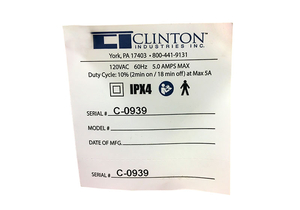 CLINTON™
INDUSTRIES INC.
York, PA 17403 • 800-441-9131
120VAC 60Hz 5.0 AMPS MAX
Duty Cycle: 10% (2min on / 18 min off) at Max 5A
IPX4
SERIAL # C-0939
MODEL #
DATE OF MFG.
SERIAL # C-0939